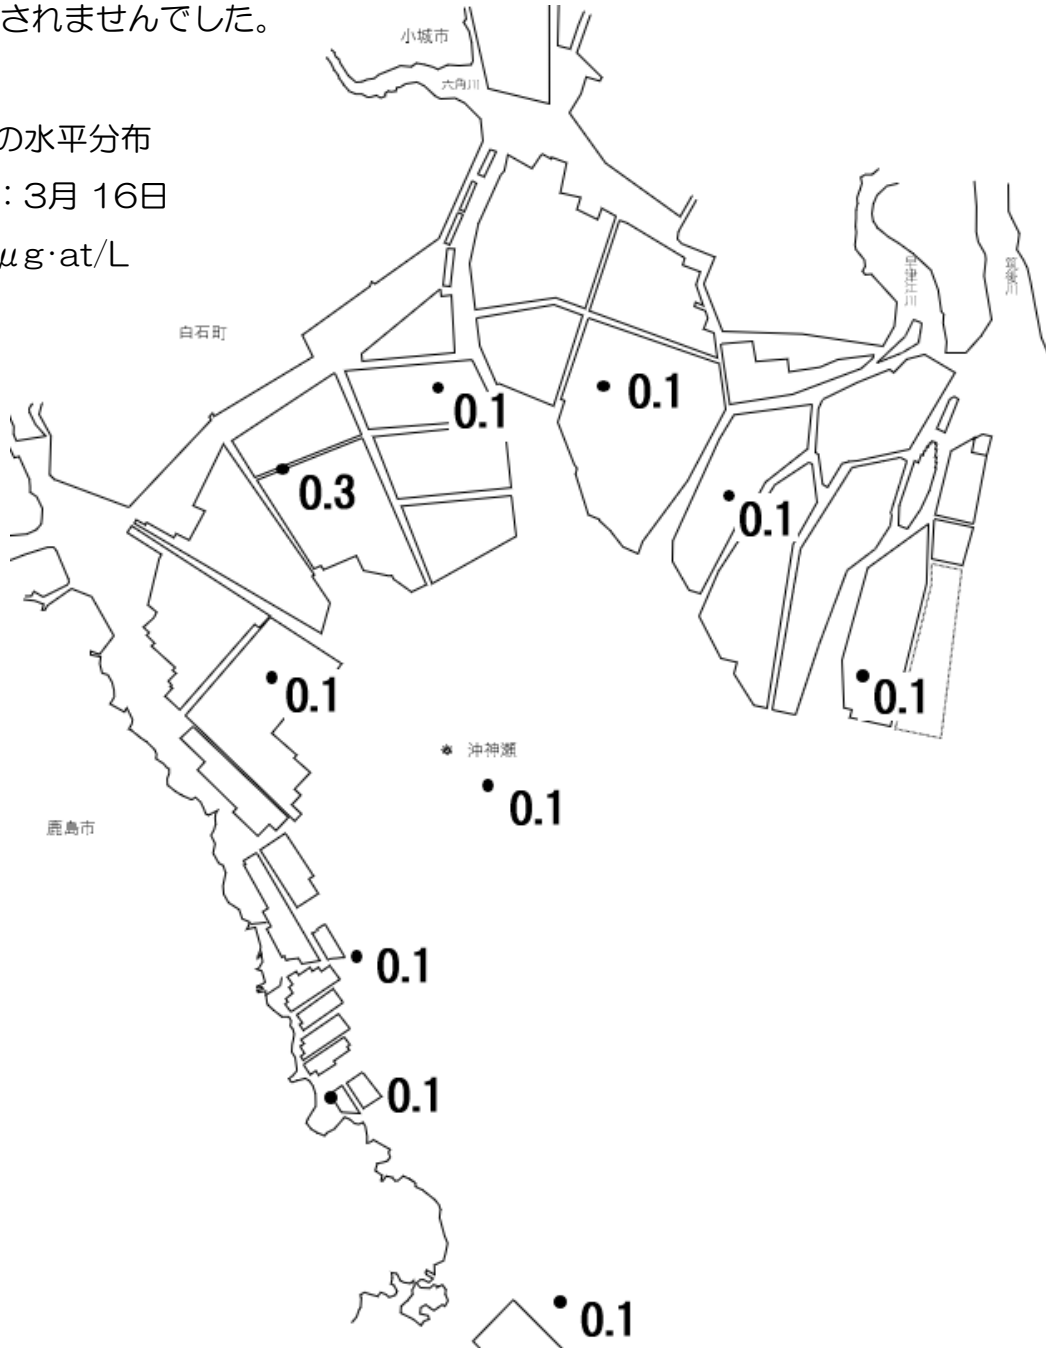 されませんでした。
小城市
六角川
の水平分布
：3月 16日
μg·at/L
早津江川
筑後川
白石町
0.1
0.1
0.3
0.1
0.1
0.1
沖神瀬
0.1
鹿島市
0.1
0.1
0.1